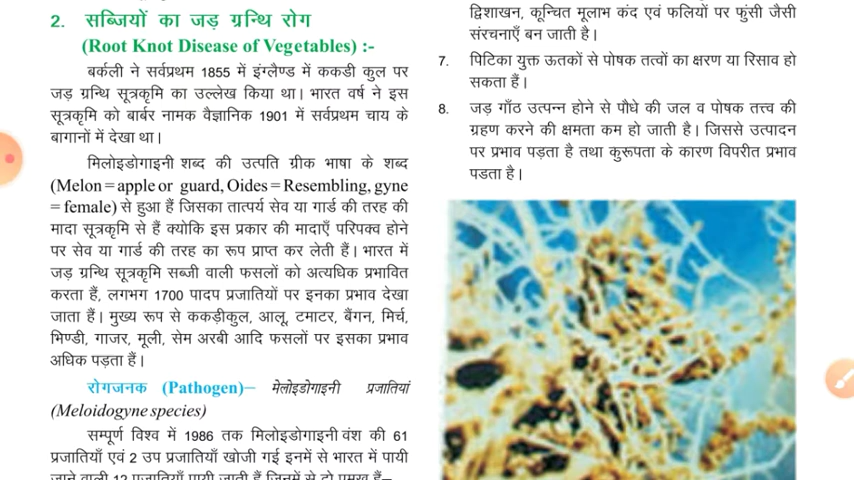 2. सब्जियों का जड़ ग्रन्थि रोग
(Root Knot Disease of Vegetables) :-
बर्कली ने सर्वप्रथम 1855 में इंग्लैण्ड में ककडी कुल पर
जड़ ग्रन्थि सूत्रकृमि का उल्लेख किया था। भारत वर्ष ने इस
सूत्रकृमि को बार्बर नामक वैज्ञानिक 1901 में सर्वप्रथम चाय के
बागानों में देखा था।
मिलोइडोगाइनी शब्द की उत्पति ग्रीक भाषा के शब्द
(Melon = apple or guard, Oides = Resembling, gyne
= female) से हुआ हैं जिसका तात्पर्य सेव या गार्ड की तरह की
मादा सूत्रकृमि से हैं क्योकि इस प्रकार की मादाएँ परिपक्व होने
पर सेव या गार्ड की तरह का रूप प्राप्त कर लेती हैं। भारत में
जड़ ग्रन्थि सूत्रकृमि सब्जी वाली फसलों को अत्यधिक प्रभावित
करता हैं, लगभग 1700 पादप प्रजातियों पर इनका प्रभाव देखा
जाता हैं। मुख्य रूप से ककड़ीकुल, आलू, टमाटर, बैंगन, मिर्च,
भिण्डी, गाजर, मूली, सेम अरबी आदि फसलों पर इसका प्रभाव
अधिक पड़ता हैं।
रोगजनक (Pathogen)– मेलोइडोगाइनी प्रजातियां
(Meloidogyne species)
सम्पूर्ण विश्व में 1986 तक मिलोइडोगाइनी वंश की 61
प्रजातियाँ एवं 2 उप प्रजातियाँ खोजी गई इनमें से भारत में पायी
जाने वाली 12 प्रजातियाँ पायी जाती हैं जिनमें से दो प्रमुख हैं–
द्विशाखन, कून्चित मूलाभ कंद एवं फलियों पर फुंसी जैसी
संरचनाएँ बन जाती है।
7. पिटिका युक्त ऊतकों से पोषक तत्वों का क्षरण या रिसाव हो
सकता हैं।
8. जड़ गाँठ उत्पन्न होने से पौधे की जल व पोषक तत्त्व की
ग्रहण करने की क्षमता कम हो जाती है। जिससे उत्पादन
पर प्रभाव पड़ता है तथा कुरूपता के कारण विपरीत प्रभाव
पडता है।